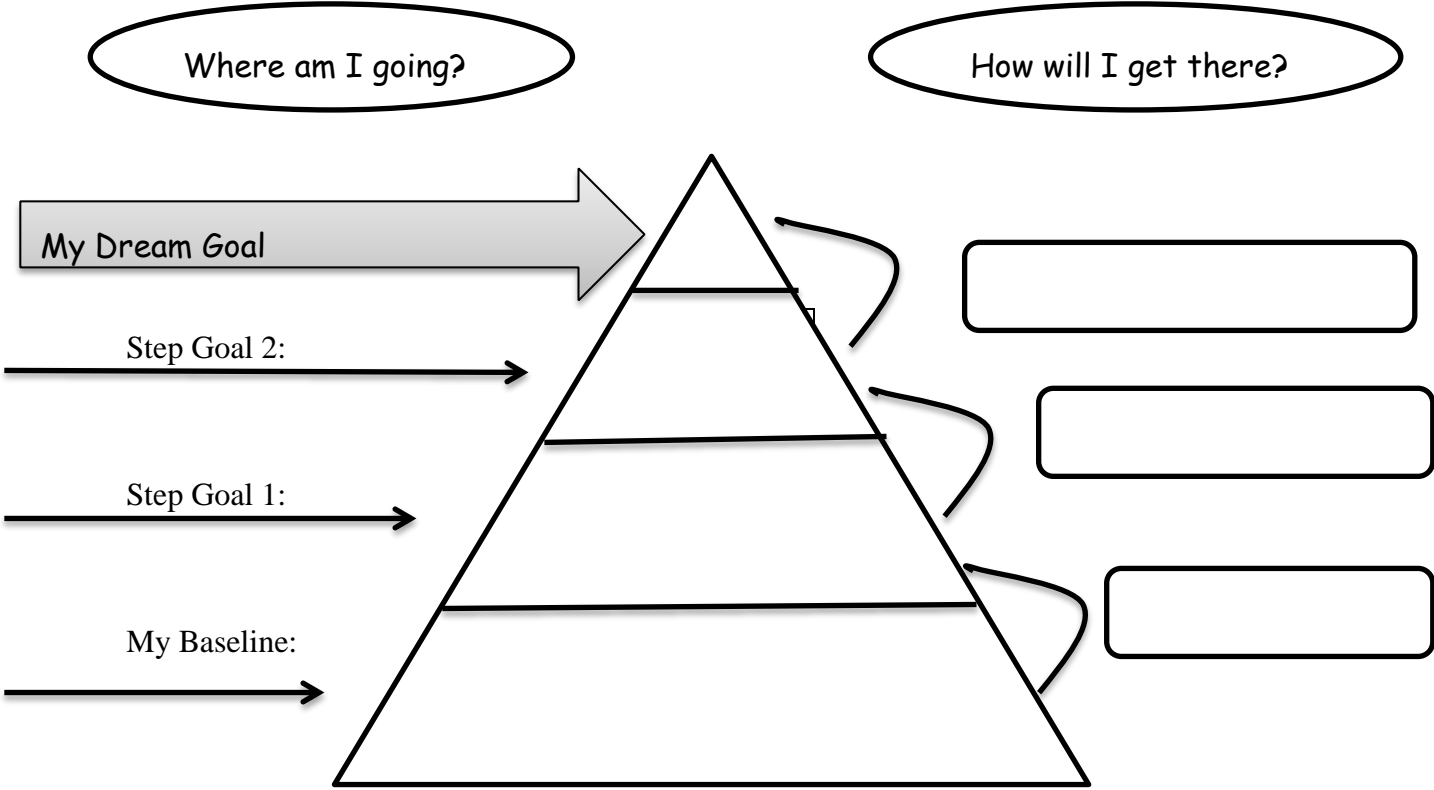 Where am I going?
How will I get there?
My Dream Goal
Step Goal 2:
Step Goal 1:
My Baseline: